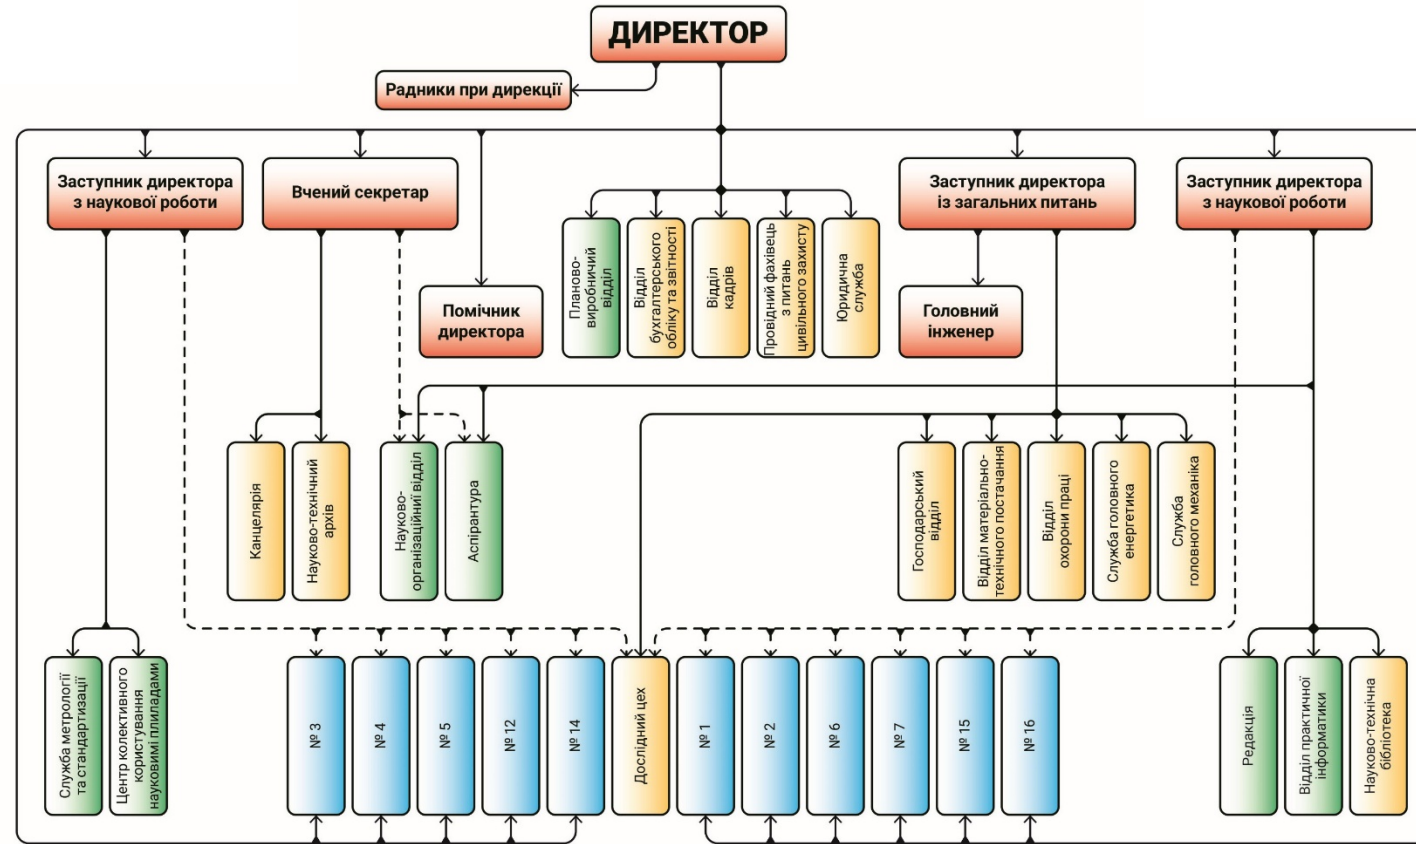 ДИРЕКТОР
Радники при дирекції
Заступник директора
з наукової роботи
Вчений секретар
Заступник директора
із загальних питань
Заступник директора
з наукової роботи
Планово-
виробничий
відділ
Відділ
бухгалтерського
обліку та звітності
Відділ
кадрів
Провідний фахівець
з питань
цивільного захисту
Юридична
служба
Помічник
директора
Головний
інженер
Канцелярія
Науково-технічний
архів
Науково-
організаційний відділ
Аспірантура
Господарський
відділ
Відділ матеріально-
технічного постачання
Відділ
охорони праці
Служба головного
енергетика
Служба
головного механіка
Служба метрології
та стандартизації
Центр колективного
користування
науковимі плиладами
№ 3
№ 4
№ 5
№ 12
№ 14
Дослідний цех
№ 1
№ 2
№ 6
№ 7
№ 15
№ 16
Редакція
Відділ практичної
інформатики
Науково-технічна
бібліотека